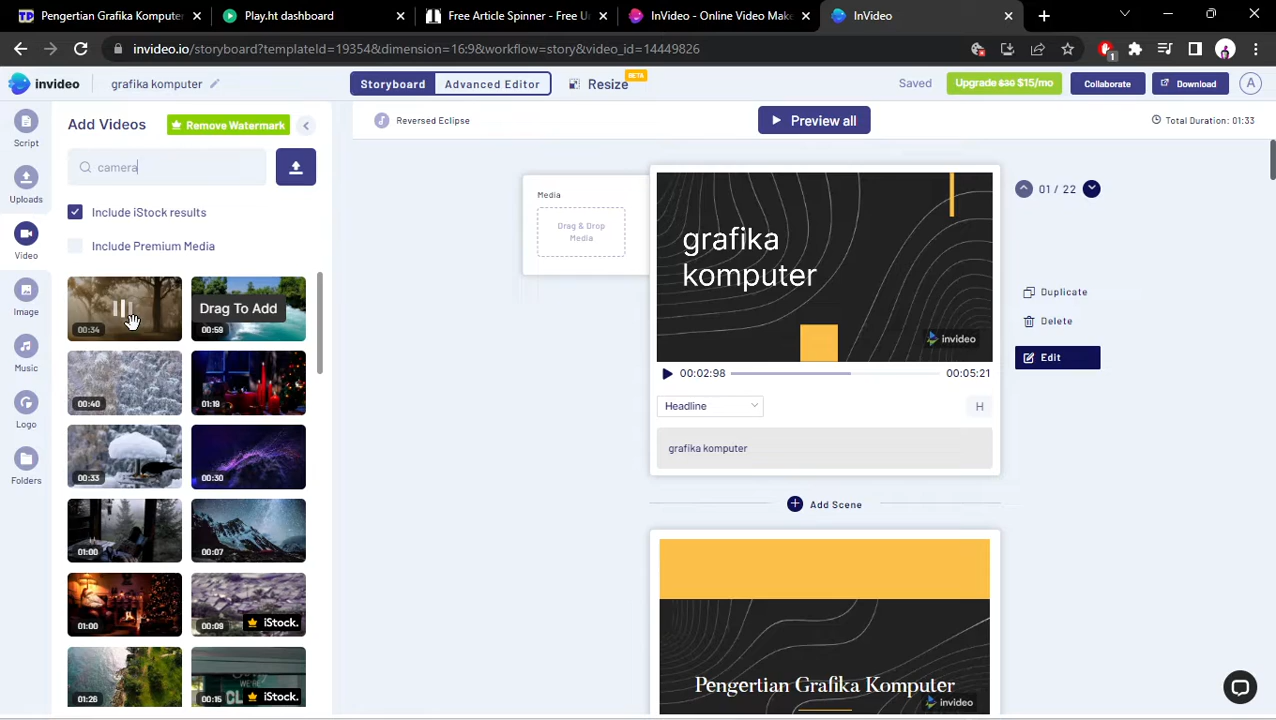 Pengertian Grafika Komputer
Play.ht dashboard
Free Article Spinner - Free U
InVideo - Online Video Make
InVideo
invideo.io/storyboard?templateId=193548&dimension=16:9&workflow=story&video_id=14449826
1
invideo
grafika komputer
Storyboard
Advanced Editor
Resize
BETA
Saved
Upgrade $30 $15/mo
Collaborate
Download
A
Script
Uploads
Video
Image
Music
Logo
Folders
Add Videos
Remove Watermark
camera
Include iStock results
Include Premium Media
00:34
Drag To Add
00:59
00:40
01:19
00:33
00:30
01:00
00:07
01:00
00:09
iStock.
01:26
00:15
iStock.
Reversed Eclipse
Preview all
Total Duration: 01:33
Media
Drag & Drop
Media
grafika
komputer
invideo
00:02:98
00:05:21
Headline
H
grafika komputer
01 / 22
Duplicate
Delete
Edit
Add Scene
Pengertian Grafika Komputer
invideo